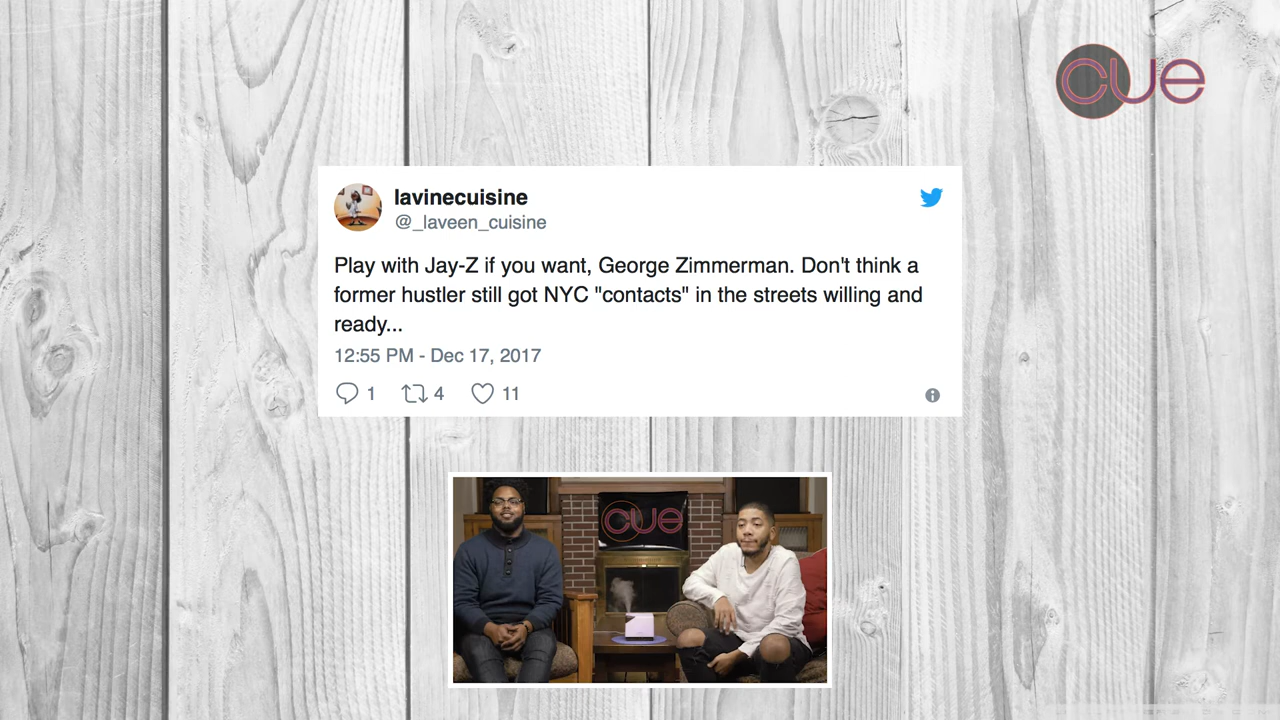 cue
lavinecuisine
@_laveen_cuisine
Play with Jay-Z if you want, George Zimmerman. Don't think a
former hustler still got NYC "contacts" in the streets willing and
ready...
12:55 PM - Dec 17, 2017
1 4 11
cue